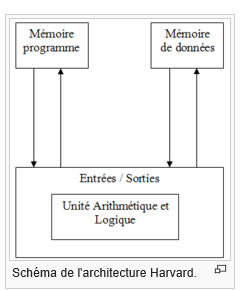 Mémoire
programme
Mémoire
de données
Entrées / Sorties
Unité Arithmétique et
Logique
Schéma de l'architecture Harvard.